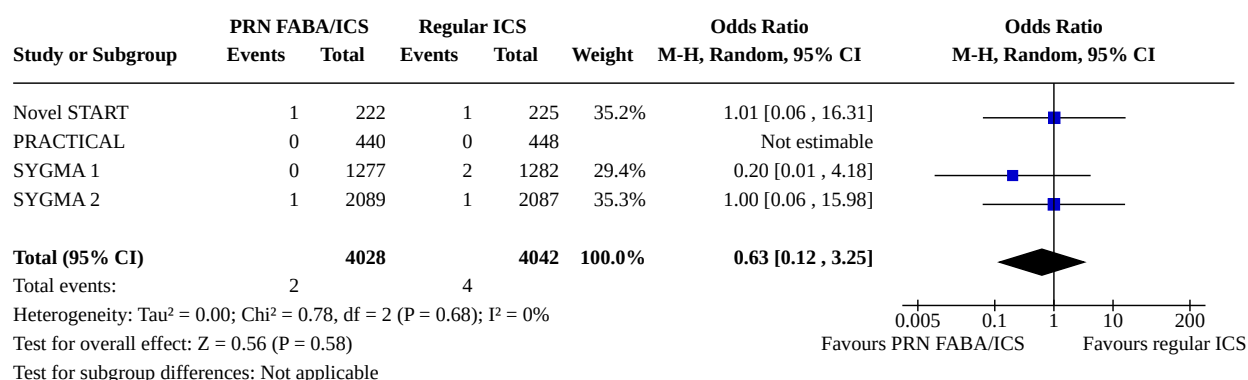 PRN FABA/ICS Regular ICS Odds Ratio Odds Ratio
Study or Subgroup Events Total Events Total Weight M-H, Random, 95% CI M-H, Random, 95% CI
Novel START 1 222 1 225 35.2% 1.01 [0.06 , 16.31]
PRACTICAL 0 440 0 448 Not estimable
SYGMA 1 0 1277 2 1282 29.4% 0.20 [0.01 , 4.18]
SYGMA 2 1 2089 1 2087 35.3% 1.00 [0.06 , 15.98]
Total (95% CI) 4028 4042 100.0% 0.63 [0.12 , 3.25]
Total events: 2 4
Heterogeneity: Tau² = 0.00; Chi² = 0.78, df = 2 (P = 0.68); I² = 0% 0.005 0.1 1 10 200
Test for overall effect: Z = 0.56 (P = 0.58) Favours PRN FABA/ICS Favours regular ICS
Test for subgroup differences: Not applicable